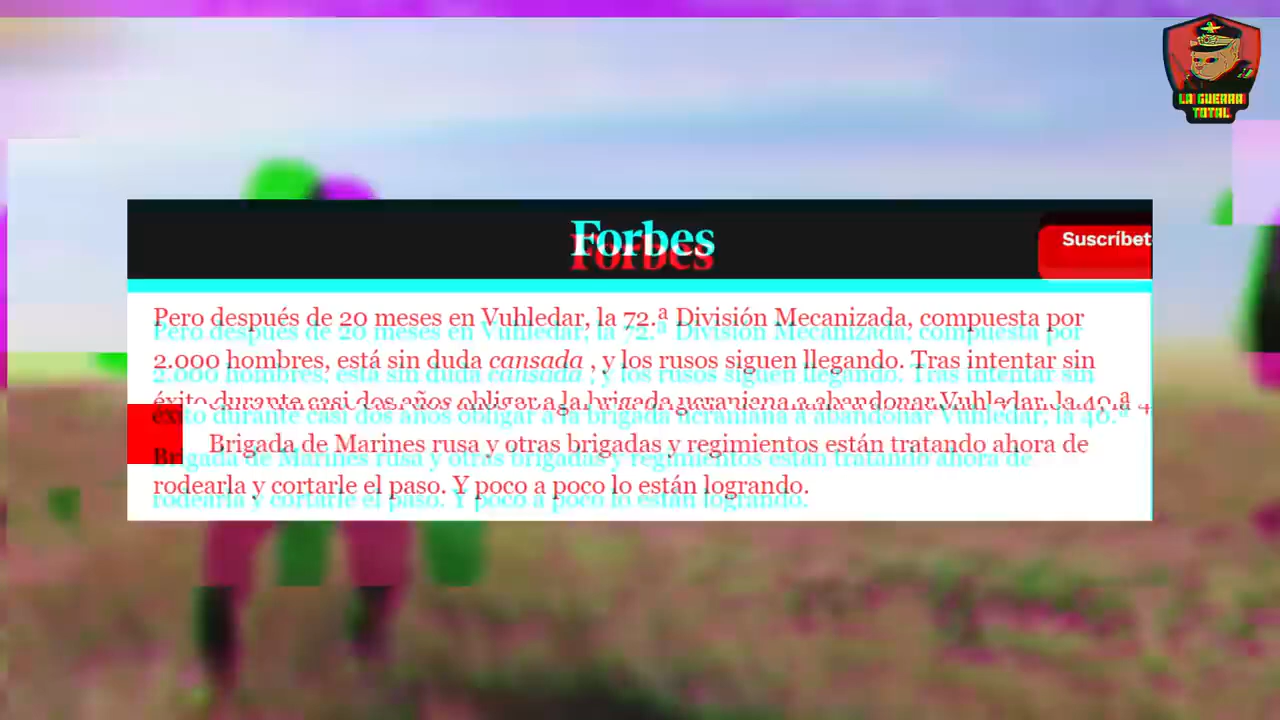 LA GUERRA
TOTAL
Forbes
Suscríbet
Pero después de 20 meses en Vuhledar, la 72.ª División Mecanizada, compuesta por
2.000 hombres, está sin duda cansada , y los rusos siguen llegando. Tras intentar sin
éxito durante casi dos años obligar a la brigada ucraniana a abandonar Vuhledar, la 40.ª
Brigada de Marines rusa y otras brigadas y regimientos están tratando ahora de
rodearla y cortarle el paso. Y poco a poco lo están logrando.